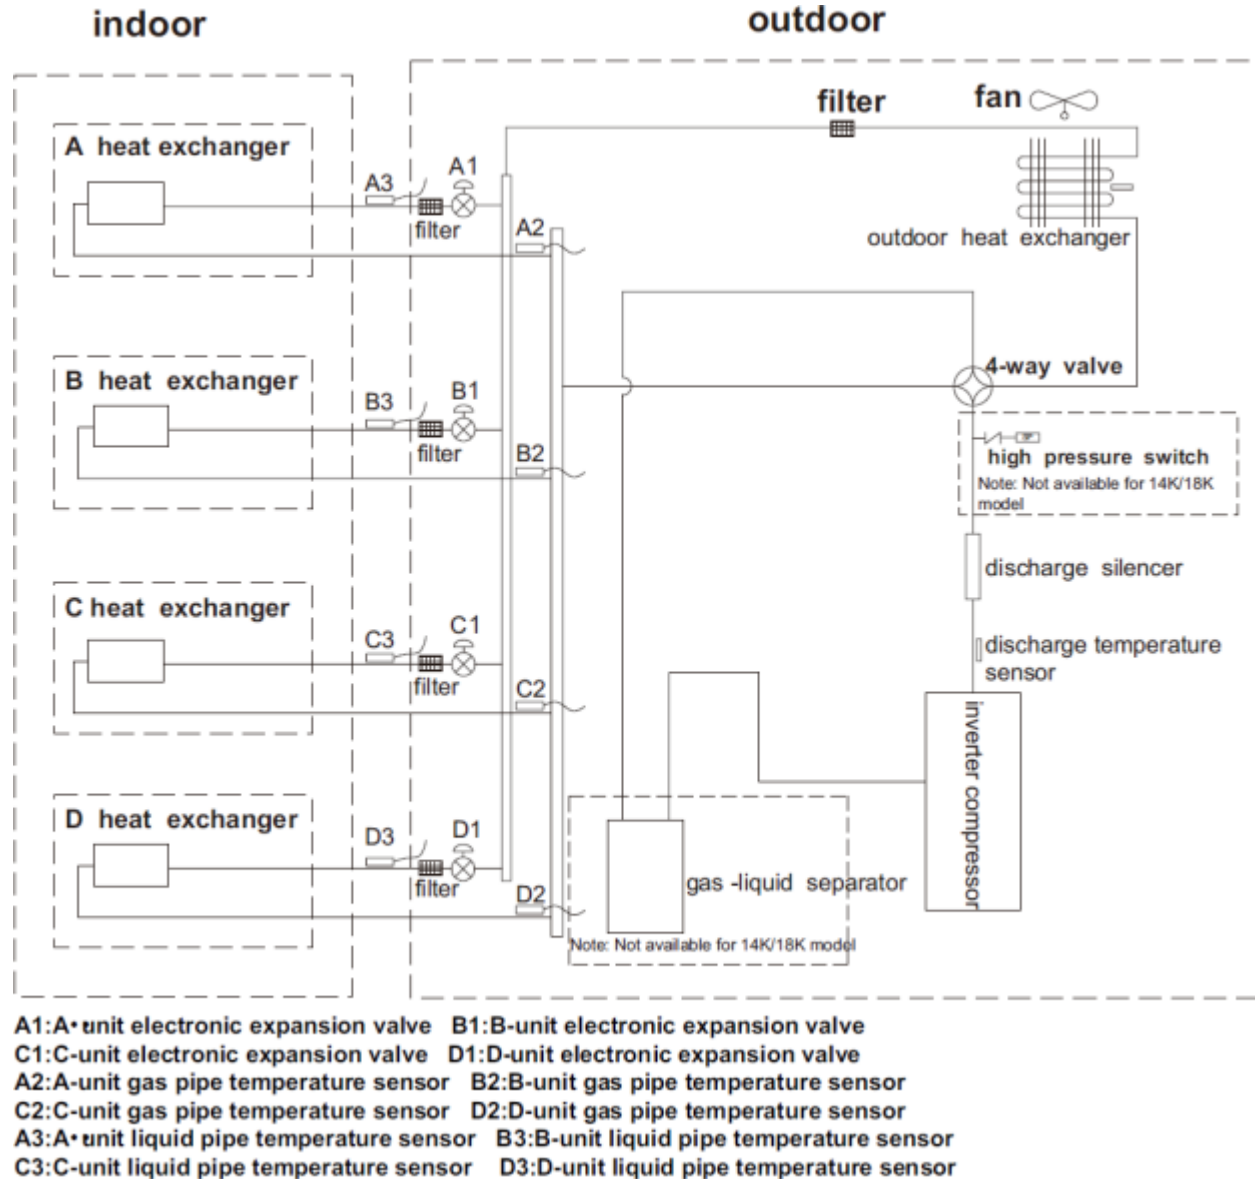 indoor
outdoor
filter
fan
A heat exchanger
A3
A1
filter
A2
outdoor heat exchanger
4-way valve
B heat exchanger
B3
B1
filter
B2
high pressure switch
Note: Not available for 14K/18K
model
discharge silencer
C heat exchanger
C3
C1
filter
C2
discharge temperature
sensor
inverter compressor
D heat exchanger
D3
D1
filter
D2
gas -liquid separator
Note: Not available for 14K/18K model
A1:A•unit electronic expansion valve B1:B-unit electronic expansion valve
C1:C-unit electronic expansion valve D1:D-unit electronic expansion valve
A2:A-unit gas pipe temperature sensor B2:B-unit gas pipe temperature sensor
C2:C-unit gas pipe temperature sensor D2:D-unit gas pipe temperature sensor
A3:A•unit liquid pipe temperature sensor B3:B-unit liquid pipe temperature sensor
C3:C-unit liquid pipe temperature sensor D3:D-unit liquid pipe temperature sensor